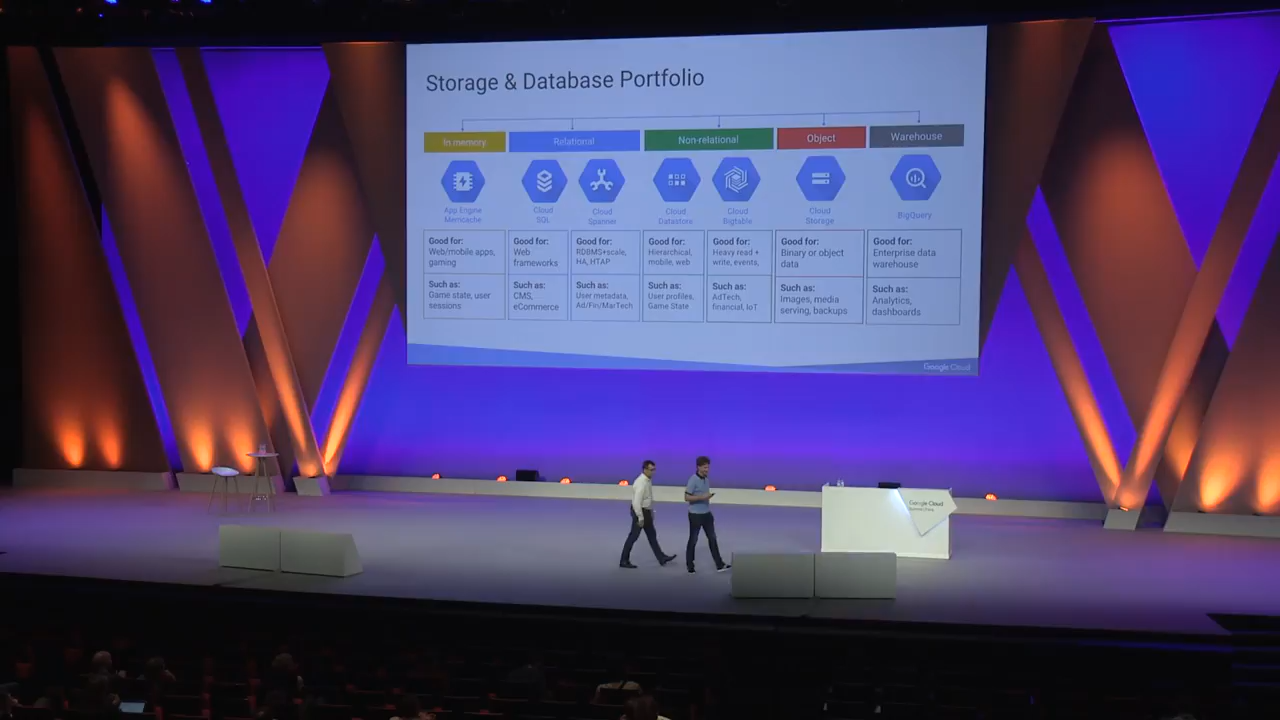 Storage & Database Portfolio
In memory
Relational
Non-relational
Object
Warehouse
App Engine
Memcache
Cloud
SQL
Cloud
Spanner
Cloud
Datastore
Cloud
Bigtable
Cloud
Storage
BigQuery
Good for:
Web/mobile apps,
gaming
Good for:
Web
frameworks
Good for:
RDBMS+scale,
HA, HTAP
Good for:
Hierarchical,
mobile, web
Good for:
Heavy read +
write, events,
Good for:
Binary or object
data
Good for:
Enterprise data
warehouse
Such as:
Game state, user
sessions
Such as:
CMS,
eCommerce
Such as:
User metadata,
Ad/Fin/MarTech
Such as:
User profiles,
Game State
Such as:
AdTech,
financial, IoT
Such as:
Images, media
serving, backups
Such as:
Analytics,
dashboards
Google Cloud
Google Cloud